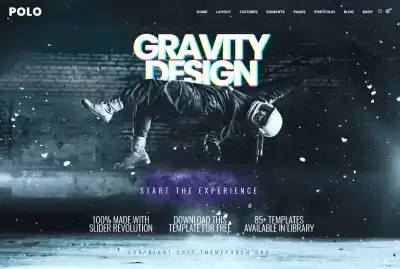 POLO
HOME LAYOUT FEATURES ELEMENTS PAGES PORTFOLIO BLOG SHOP
GRAVITY
DESIGN
START THE EXPERIENCE
100% MADE WITH
SLIDER REVOLUTION
DOWNLOAD THIS
TEMPLATE FOR FREE
85+ TEMPLATES
AVAILABLE IN LIBRARY
COPYRIGHT 2017 THEMEPUNCH OHG